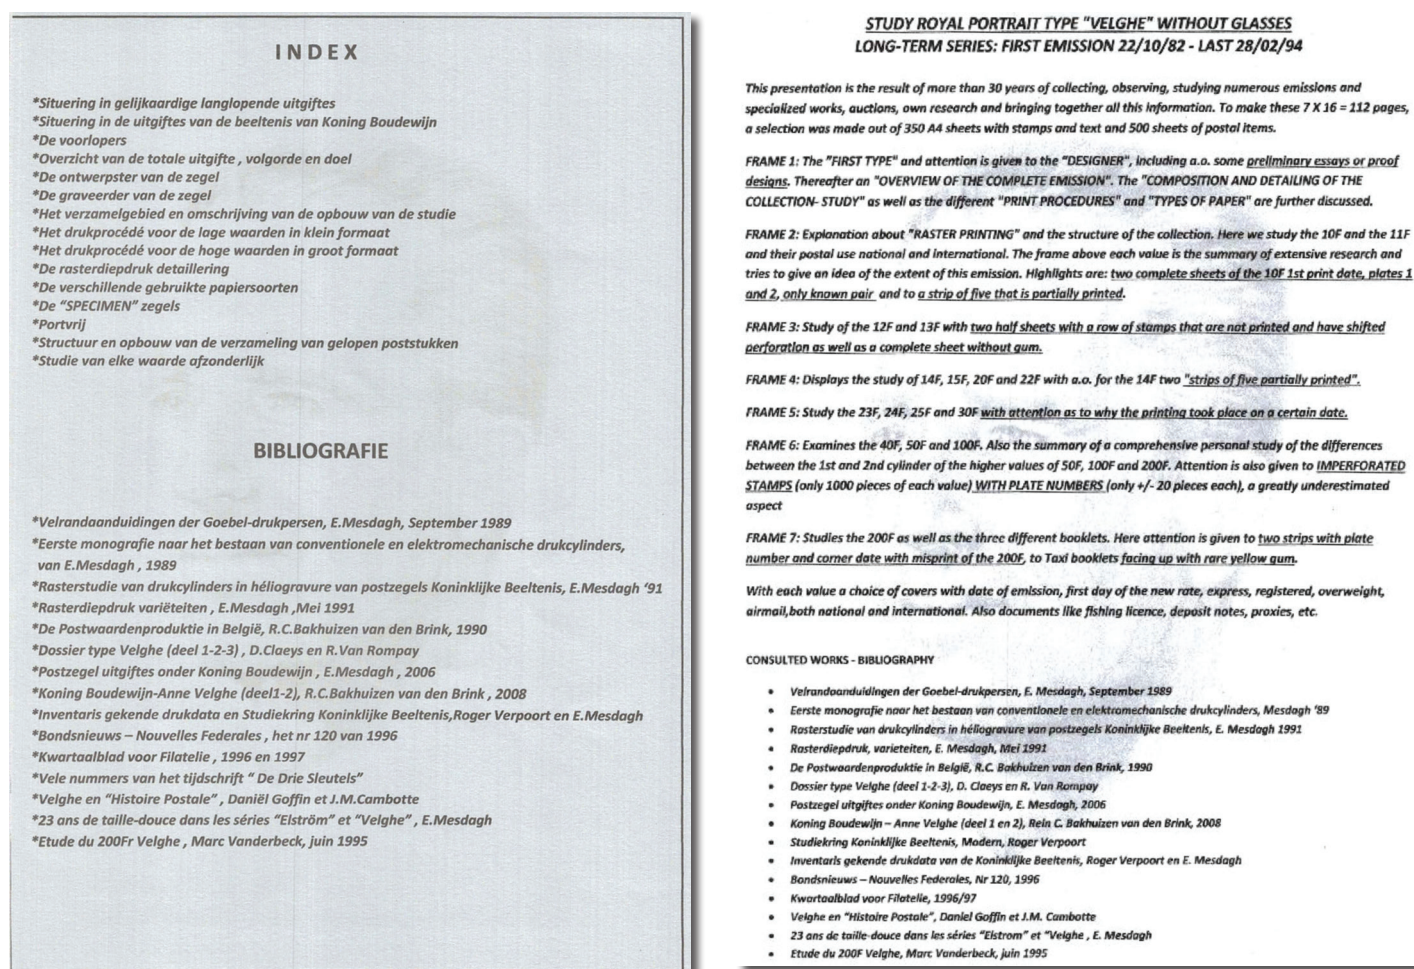 INDEX
*Situering in gelijkaardige langlopende uitgiftes
*Situering in de uitgiftes van de beeltenis van Koning Boudewijn
*De voorlopers
*Overzicht van de totale uitgifte , volgorde en doel
*De ontwerpster van de zegel
*De graveerder van de zegel
*Het verzamelgebied en omschrijving van de opbouw van de studie
*Het drukprocédé voor de lage waarden in klein formaat
*Het drukprocédé voor de hoge waarden in groot formaat
*De rasterdiepdruk detaillering
*De verschillende gebruikte papiersoorten
*De “SPECIMEN” zegels
*Portvrij
*Structuur en opbouw van de verzameling van gelopen poststukken
*Studie van elke waarde afzonderlijk
BIBLIOGRAFIE
*Velrandaanduidingen der Goebel-drukpersen, E.Mesdagh, September 1989
*Eerste monografie naar het bestaan van conventionele en elektromechanische drukcylinders,
van E.Mesdagh , 1989
*Rasterstudie van drukcylinders in héliogravure van postzegels Koninklijke Beeltenis, E.Mesdagh ‘91
*Rasterdiepdruk variëteiten , E.Mesdagh ,Mei 1991
*De Postwaardenproduktie in België, R.C.Bakhuizen van den Brink, 1990
*Dossier type Velghe (deel 1-2-3) , D.Claeys en R.Van Rompay
*Postzegel uitgiftes onder Koning Boudewijn , E.Mesdagh , 2006
*Koning Boudewijn-Anne Velghe (deel1-2), R.C.Bakhuizen van den Brink , 2008
*Inventaris gekende drukdata en Studiekring Koninklijke Beeltenis,Roger Verpoort en E.Mesdagh
*Bondsnieuws – Nouvelles Federales , het nr 120 van 1996
*Kwartaalblad voor Filatelie , 1996 en 1997
*Vele nummers van het tijdschrift “ De Drie Sleutels”
*Velghe en “Histoire Postale” , Daniël Goffin et J.M.Cambotte
*23 ans de taille-douce dans les séries “Elström” et “Velghe” , E.Mesdagh
*Etude du 200Fr Velghe , Marc Vanderbeck, juin 1995
STUDY ROYAL PORTRAIT TYPE "VELGHE" WITHOUT GLASSES
LONG-TERM SERIES: FIRST EMISSION 22/10/82 - LAST 28/02/94
This presentation is the result of more than 30 years of collecting, observing, studying numerous emissions and
specialized works, auctions, own research and bringing together all this information. To make these 7 X 16 = 112 pages,
a selection was made out of 350 A4 sheets with stamps and text and 500 sheets of postal items.
FRAME 1: The "FIRST TYPE" and attention is given to the "DESIGNER", including a.o. some preliminary essays or proof
designs. Thereafter an "OVERVIEW OF THE COMPLETE EMISSION". The "COMPOSITION AND DETAILING OF THE
COLLECTION- STUDY" as well as the different "PRINT PROCEDURES" and "TYPES OF PAPER" are further discussed.
FRAME 2: Explanation about "RASTER PRINTING" and the structure of the collection. Here we study the 10F and the 11F
and their postal use national and international. The frame above each value is the summary of extensive research and
tries to give an idea of the extent of this emission. Highlights are: two complete sheets of the 10F 1st print date, plates 1
and 2, only known pair and to a strip of five that is partially printed.
FRAME 3: Study of the 12F and 13F with two half sheets with a row of stamps that are not printed and have shifted
perforation as well as a complete sheet without gum.
FRAME 4: Displays the study of 14F, 15F, 20F and 22F with a.o. for the 14F two "strips of five partially printed".
FRAME 5: Study the 23F, 24F, 25F and 30F with attention as to why the printing took place on a certain date.
FRAME 6: Examines the 40F, 50F and 100F. Also the summary of a comprehensive personal study of the differences
between the 1st and 2nd cylinder of the higher values of 50F, 100F and 200F. Attention is also given to IMPERFORATED
STAMPS (only 1000 pieces of each value) WITH PLATE NUMBERS (only +/- 20 pieces each), a greatly underestimated
aspect
FRAME 7: Studies the 200F as well as the three different booklets. Here attention is given to two strips with plate
number and corner date with misprint of the 200F, to Taxi booklets facing up with rare yellow gum.
With each value a choice of covers with date of emission, first day of the new rate, express, registered, overweight,
airmail,both national and international. Also documents like fishing licence, deposit notes, proxies, etc.
CONSULTED WORKS - BIBLIOGRAPHY
• Velrandaanduidingen der Goebel-drukpersen, E. Mesdagh, September 1989
• Eerste monografie naar het bestaan van conventionele en elektromechanische drukcylinders, Mesdagh '89
• Rasterstudie van drukcylinders in héliogravure van postzegels Koninklijke Beeltenis, E. Mesdagh 1991
• Rasterdiepdruk, varieteiten, E. Mesdagh, Mei 1991
• De Postwaardenproduktie in België, R.C. Bakhuizen van den Brink, 1990
• Dossier type Velghe (deel 1-2-3), D. Claeys en R. Van Rompay
• Postzegel uitgiftes onder Koning Boudewijn, E. Mesdagh, 2006
• Koning Boudewijn – Anne Velghe (deel 1 en 2), Rein C. Bakhuizen van den Brink, 2008
• Studiekring Koninklijke Beeltenis, Modern, Roger Verpoort
• Inventaris gekende drukdata van de Koninklijke Beeltenis, Roger Verpoort en E. Mesdagh
• Bondsnieuws – Nouvelles Federales, Nr 120, 1996
• Kwartaalblad voor Filatelie, 1996/97
• Velghe en “Histoire Postale”, Daniel Goffin et J.M. Cambotte
• 23 ans de taille-douce dans les séries “Elstrom” et “Velghe , E. Mesdagh
• Etude du 200F Velghe, Marc Vanderbeck, juin 1995